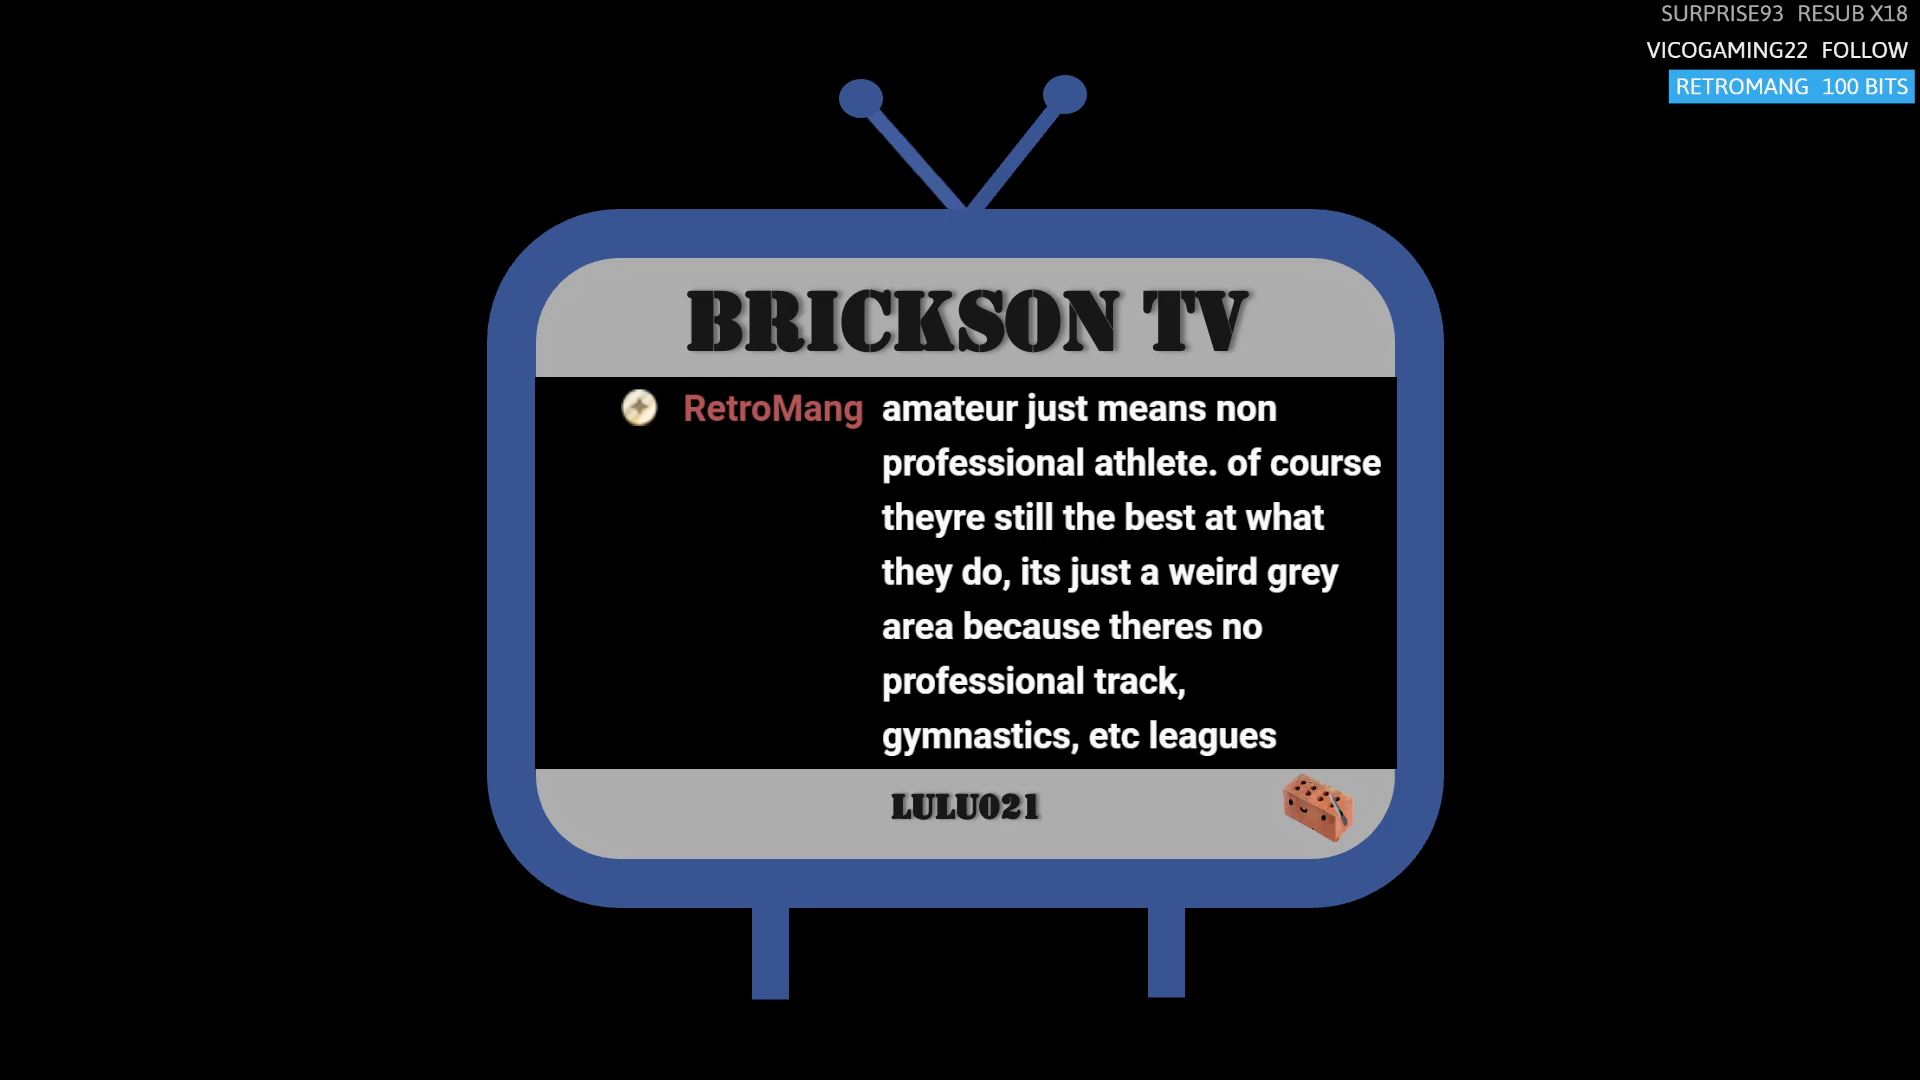 SURPRISE93 RESUB X18
VICOGAMING22 FOLLOW
RETROMANG 100 BITS
BRICKSON TV
RetroMang amateur just means non
professional athlete. of course
theyre still the best at what
they do, its just a weird grey
area because theres no
professional track,
gymnastics, etc leagues
LULU021